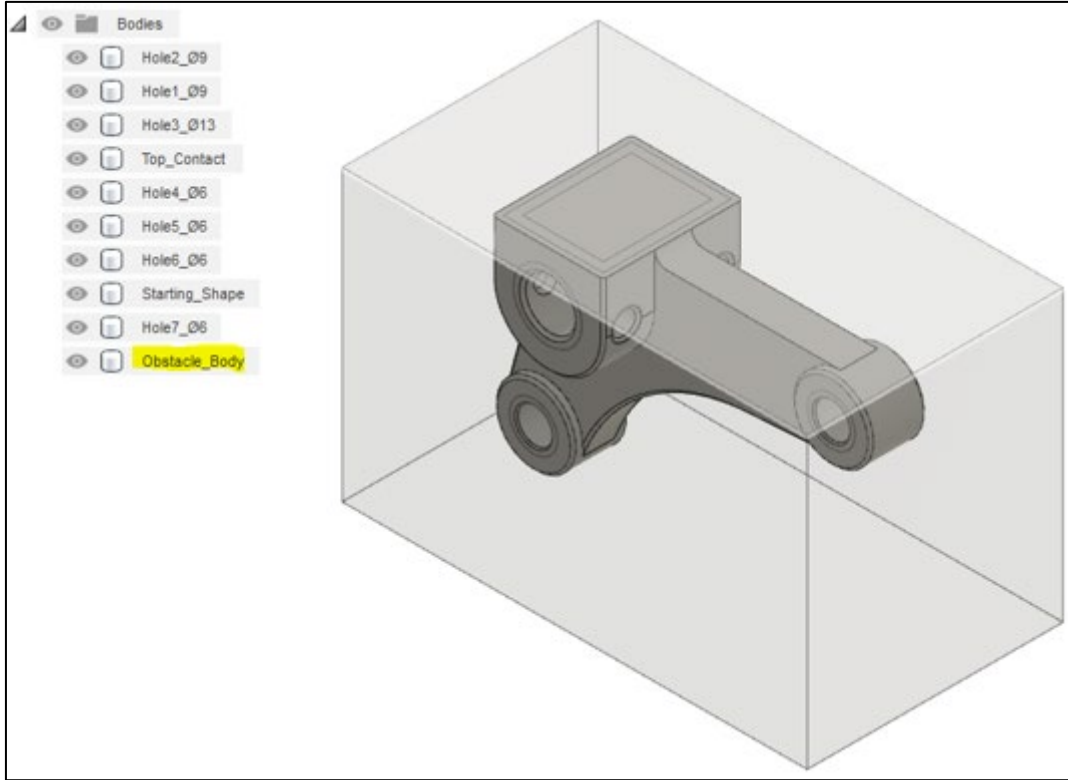 Bodies
Hole2_Ø9
Hole1_Ø9
Hole3_Ø13
Top_Contact
Hole4_Ø6
Hole5_Ø6
Hole6_Ø6
Starting_Shape
Hole7_Ø6
Obstacle_Body